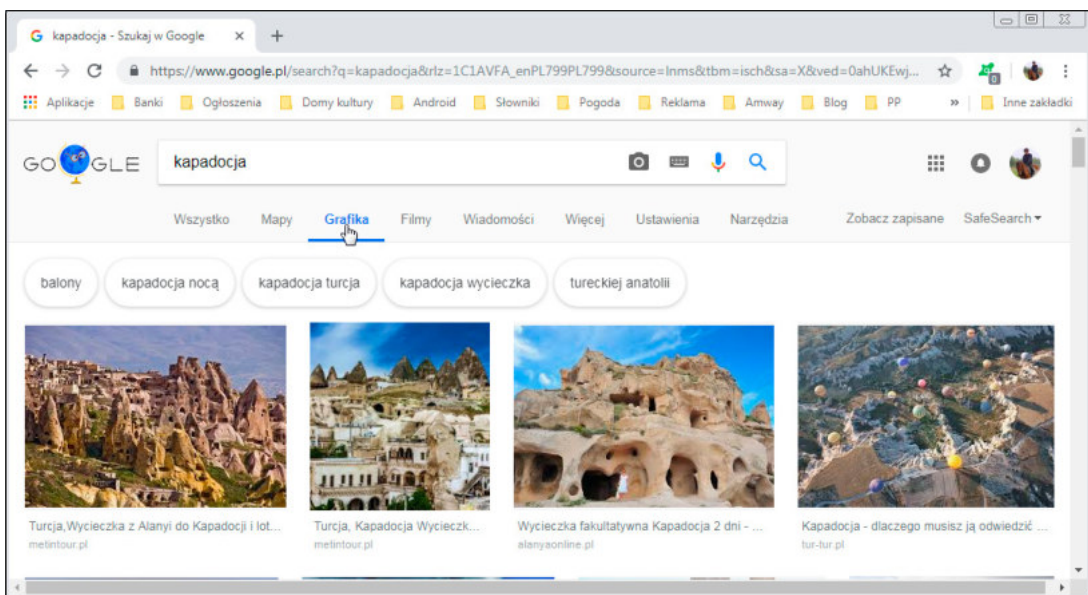 kapadocja - Szukaj w Google
https://www.google.pl/search?q=kapadocja&rlz=1C1AVFA_enPL799PL799&source=lnms&tbm=isch&sa=X&ved=0ahUKEwj...
Aplikacje Banki Ogłoszenia Domy kultury Android Słowniki Pogoda Reklama Amway Blog PP » Inne zakładki
GOOGLE kapadocja
Wszystko Mapy Grafika Filmy Wiadomości Więcej Ustawienia Narzędzia Zobacz zapisane SafeSearch
balony kapadocja nocą kapadocja turcja kapadocja wycieczka tureckiej anatolii
Turcja,Wycieczka z Alanyi do Kapadocji i lot... Turcja, Kapadocja Wycieczk... Wycieczka fakultatywna Kapadocja 2 dni - ... Kapadocja - dlaczego musisz ją odwiedzić ...
metintour.pl metintour.pl alanyaonline.pl tur-tur.pl